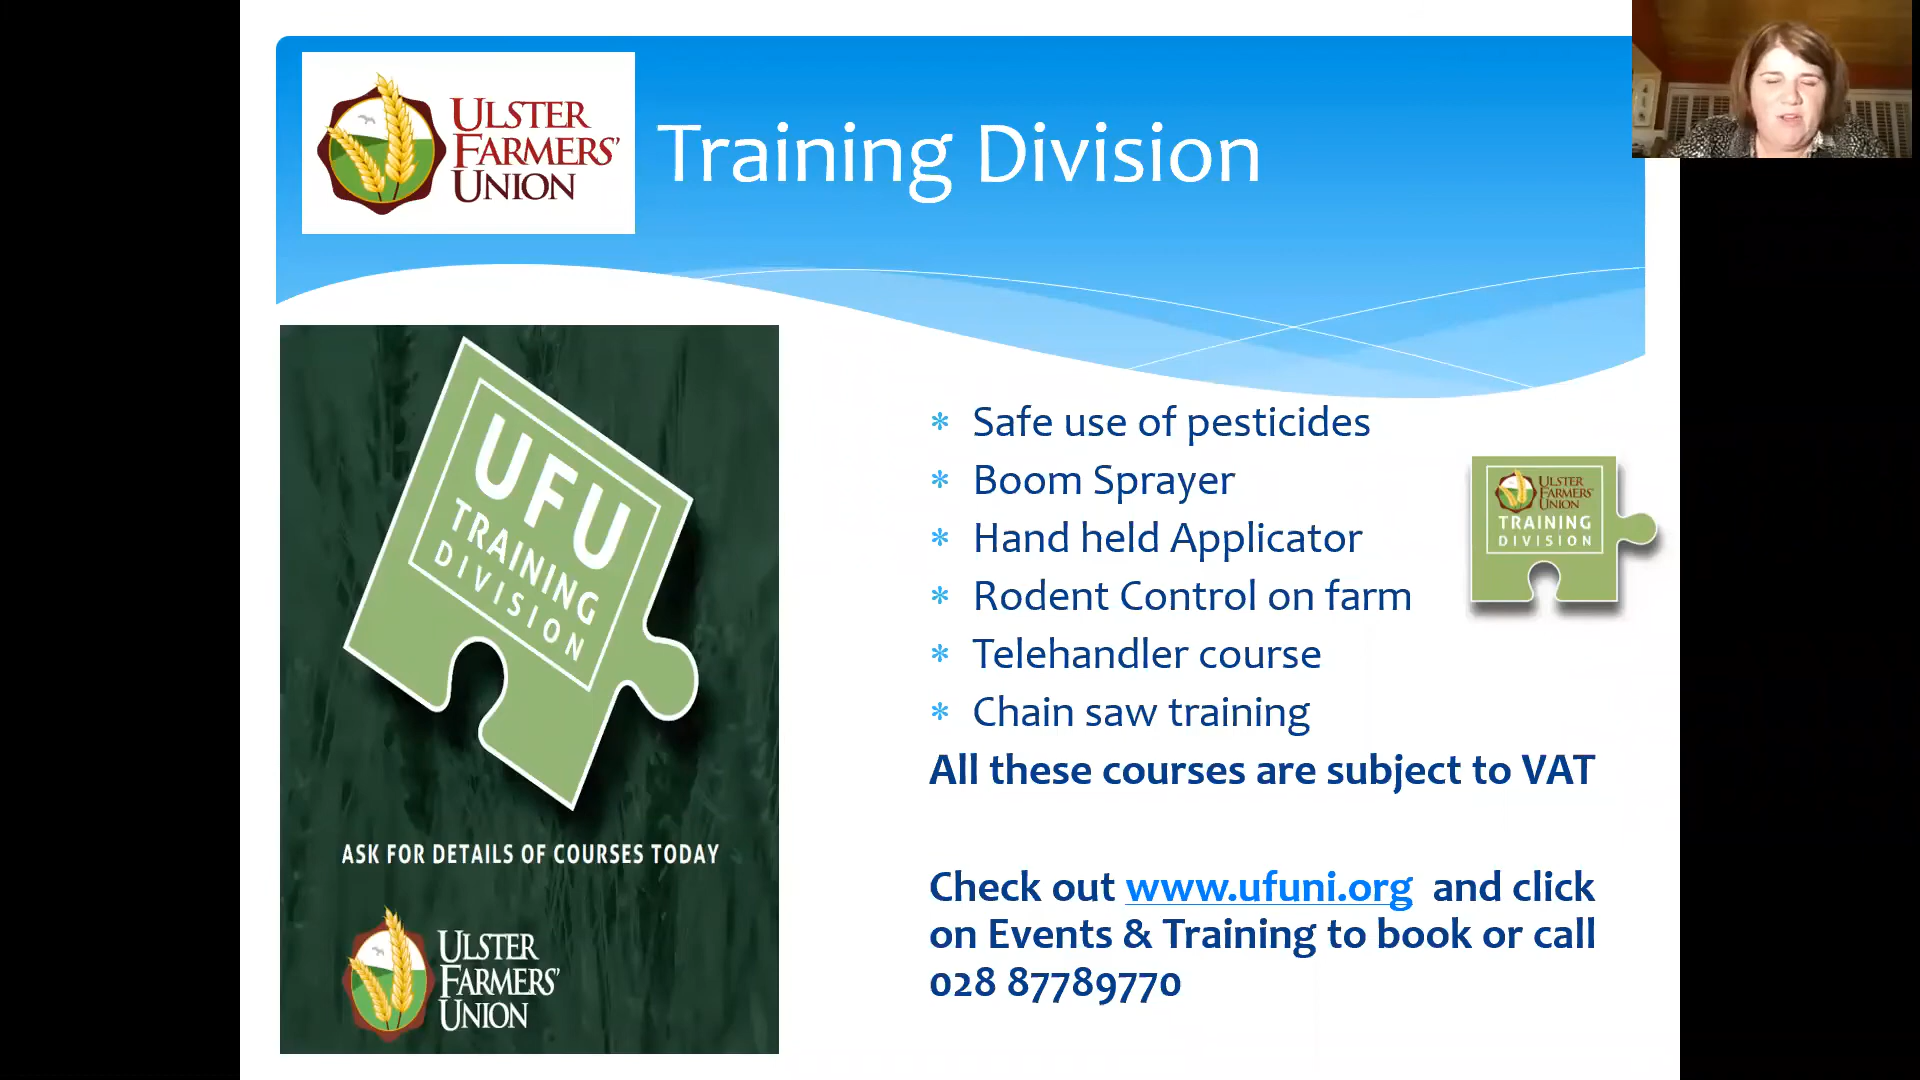 ULSTER
FARMERS'
UNION
Training Division
UFU
TRAINING
DIVISION
ASK FOR DETAILS OF COURSES TODAY
ULSTER
FARMERS'
UNION
* Safe use of pesticides
* Boom Sprayer
* Hand held Applicator
* Rodent Control on farm
* Telehandler course
* Chain saw training
All these courses are subject to VAT
Check out www.ufuni.org and click
on Events & Training to book or call
028 87789770
ULSTER
FARMERS'
UNION
TRAINING
DIVISION